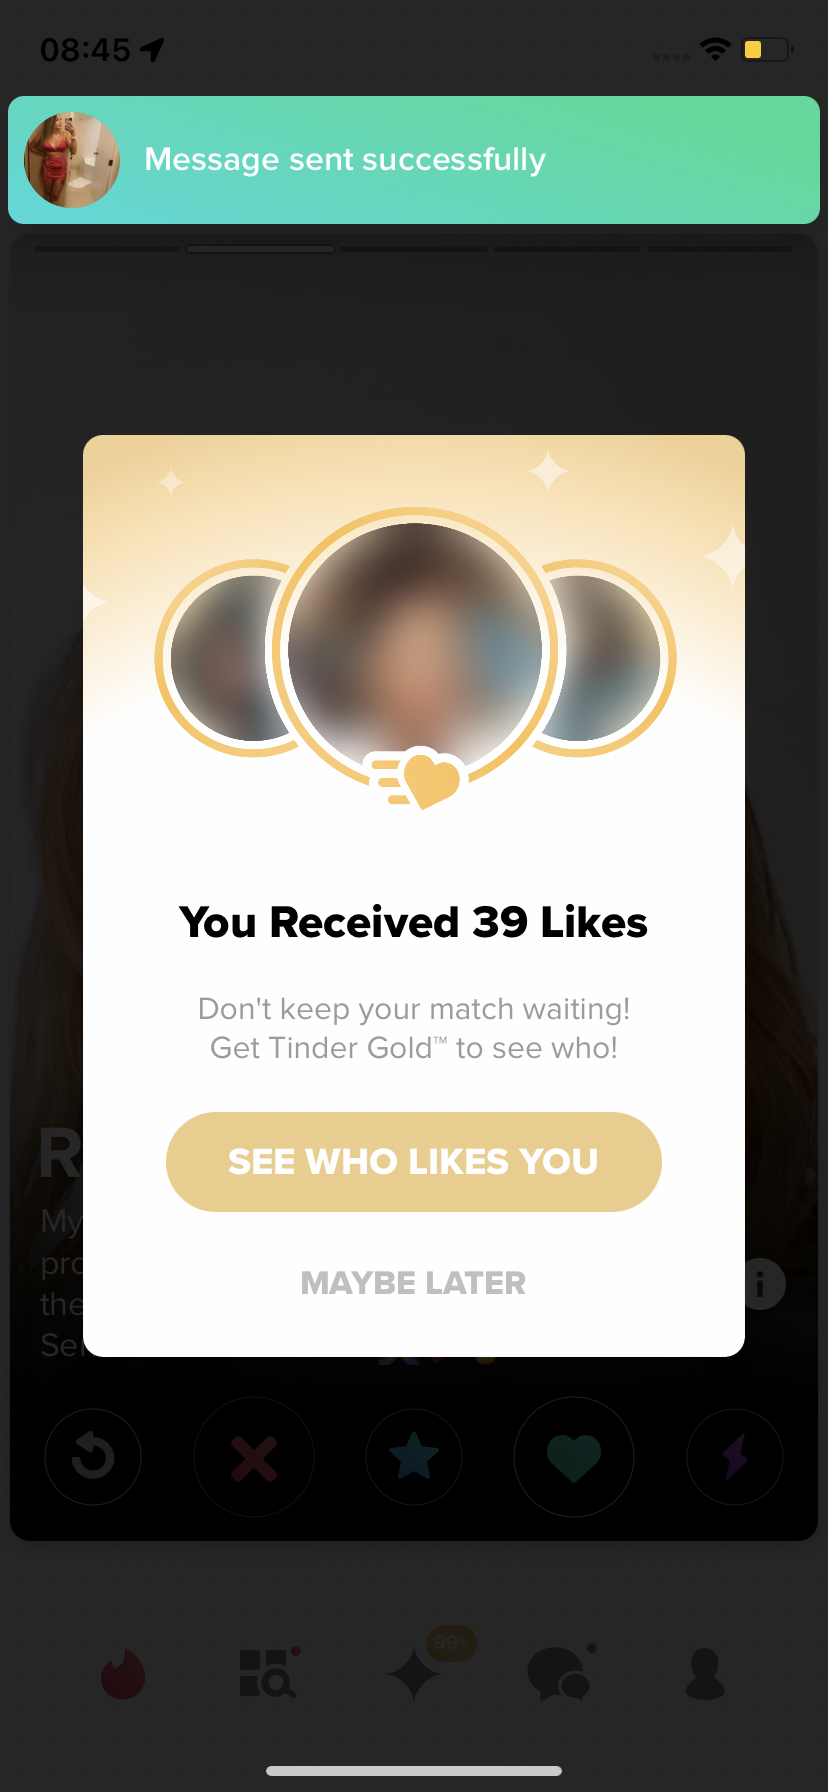 08:45
Message sent successfully
You Received 39 Likes
Don't keep your match waiting!
Get Tinder Gold™ to see who!
SEE WHO LIKES YOU
MAYBE LATER
R
My
pro
the
Se
i
99+